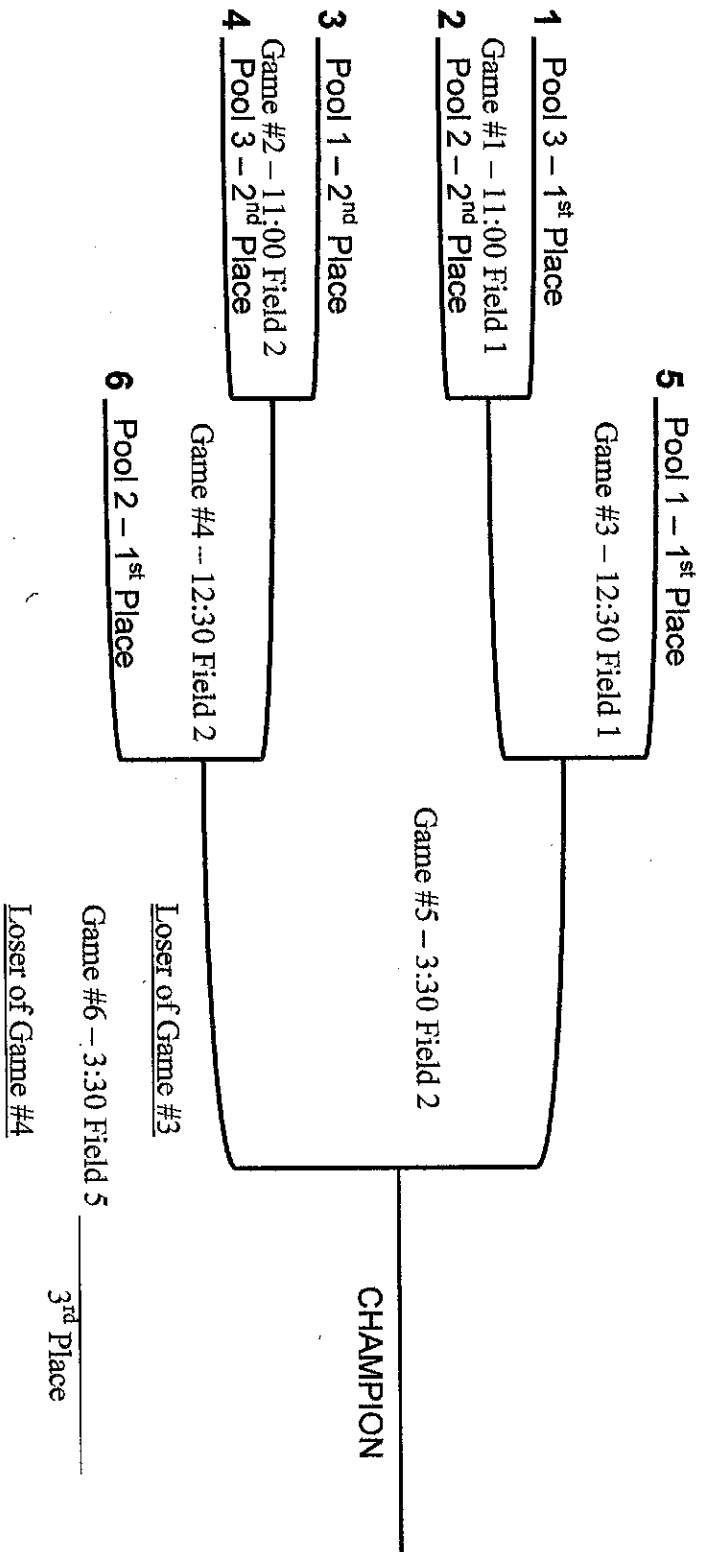 5 Pool 1 – 1st Place
Game #3 – 12:30 Field 1
1 Pool 3 – 1st Place
Game #1 – 11:00 Field 1
2 Pool 2 – 2nd Place
Game #5 – 3:30 Field 2
CHAMPION
3 Pool 1 – 2nd Place
Game #2 – 11:00 Field 2
4 Pool 3 – 2nd Place
Game #4 -- 12:30 Field 2
6 Pool 2 – 1st Place
Loser of Game #3
Game #6 – 3:30 Field 5
3rd Place
Loser of Game #4